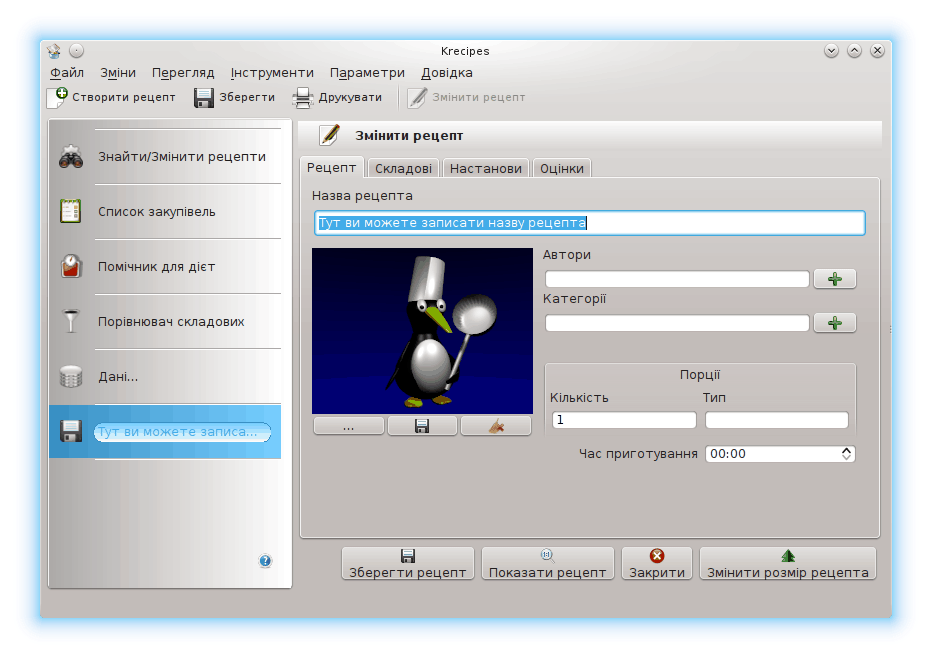 Krecipes
Файл Зміни Перегляд Інструменти Параметри Довідка
Створити рецепт Зберегти Друкувати Змінити рецепт
Знайти/Змінити рецепти
Список закупівель
Помічник для дієт
Порівнювач складових
Дані...
Тут ви можете записа...
Змінити рецепт
Рецепт Складові Настанови Оцінки
Назва рецепта
Тут ви можете записати назву рецепта
Автори
Категорії
Порції
Кількість Тип
1
...
Час приготування 00:00
Зберегти рецепт Показати рецепт Закрити Змінити розмір рецепта